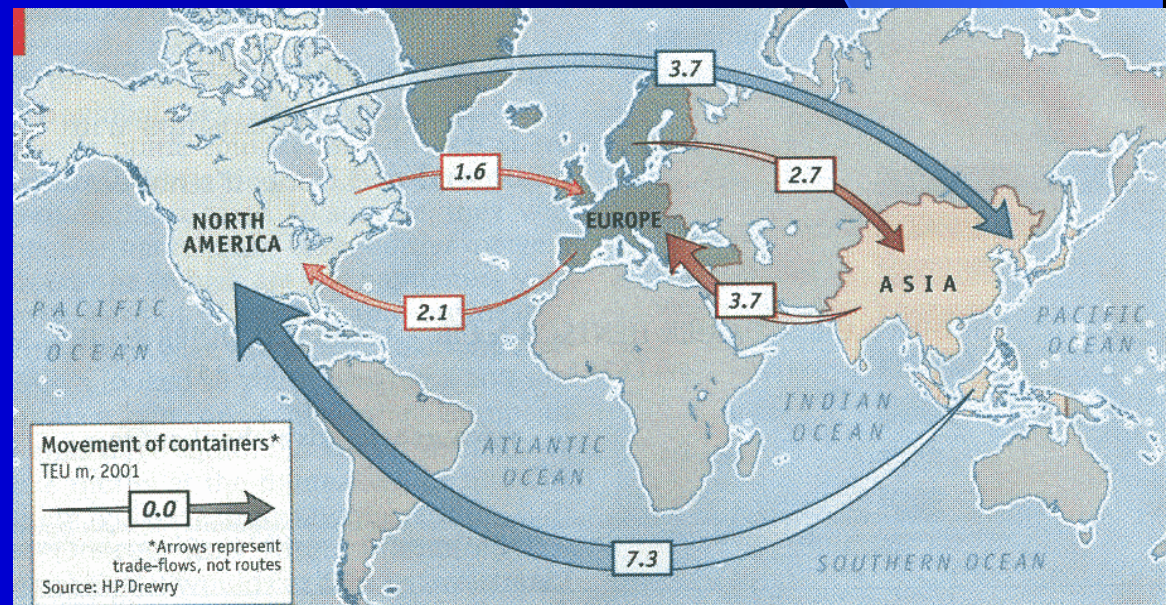 3.7
1.6
2.7
NORTH
AMERICA
EUROPE
ASIA
2.1
3.7
PACIFIC
OCEAN
PACIFIC
OCEAN
INDIAN
OCEAN
ATLANTIC
OCEAN
7.3
SOUTHERN OCEAN
Movement of containers*
TEU m, 2001
0.0
*Arrows represent
trade-flows, not routes
Source: H.P. Drewry